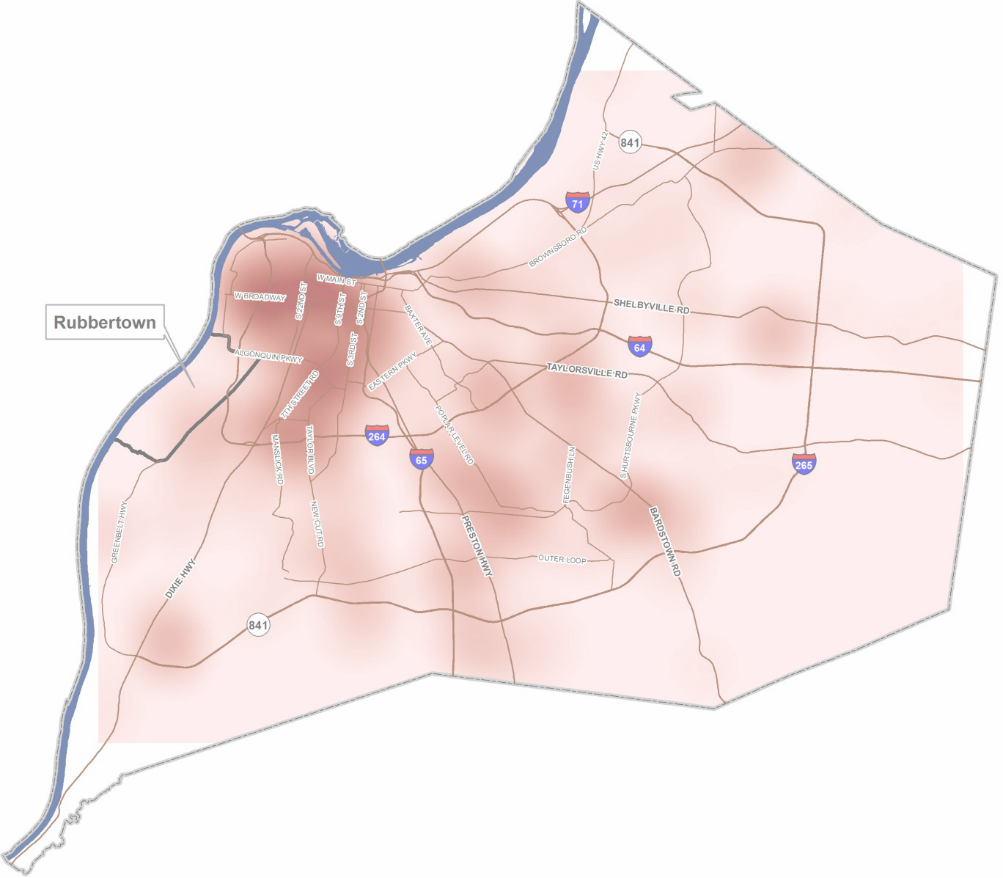 841
US HWY 42
71
BROWNSBORO RD
W MAIN ST
W BROADWAY
S 22ND ST
S 9TH ST
S 2ND ST
SHELBYVILLE RD
Rubbertown
BAXTER AVE
S 3RD ST
64
ALGONQUIN PKWY
EASTERN PKWY
TAYLORSVILLE RD
7TH STREET RD
POPLAR LEVEL RD
S HURTSBOURNE PKWY
264
MANSLICK RD
TAYLOR BLVD
65
265
FEGENBUSH LN
GREENBELT HWY
NEW CUT RD
PRESTON HWY
BARDSTOWN RD
OUTER LOOP
DIXIE HWY
841